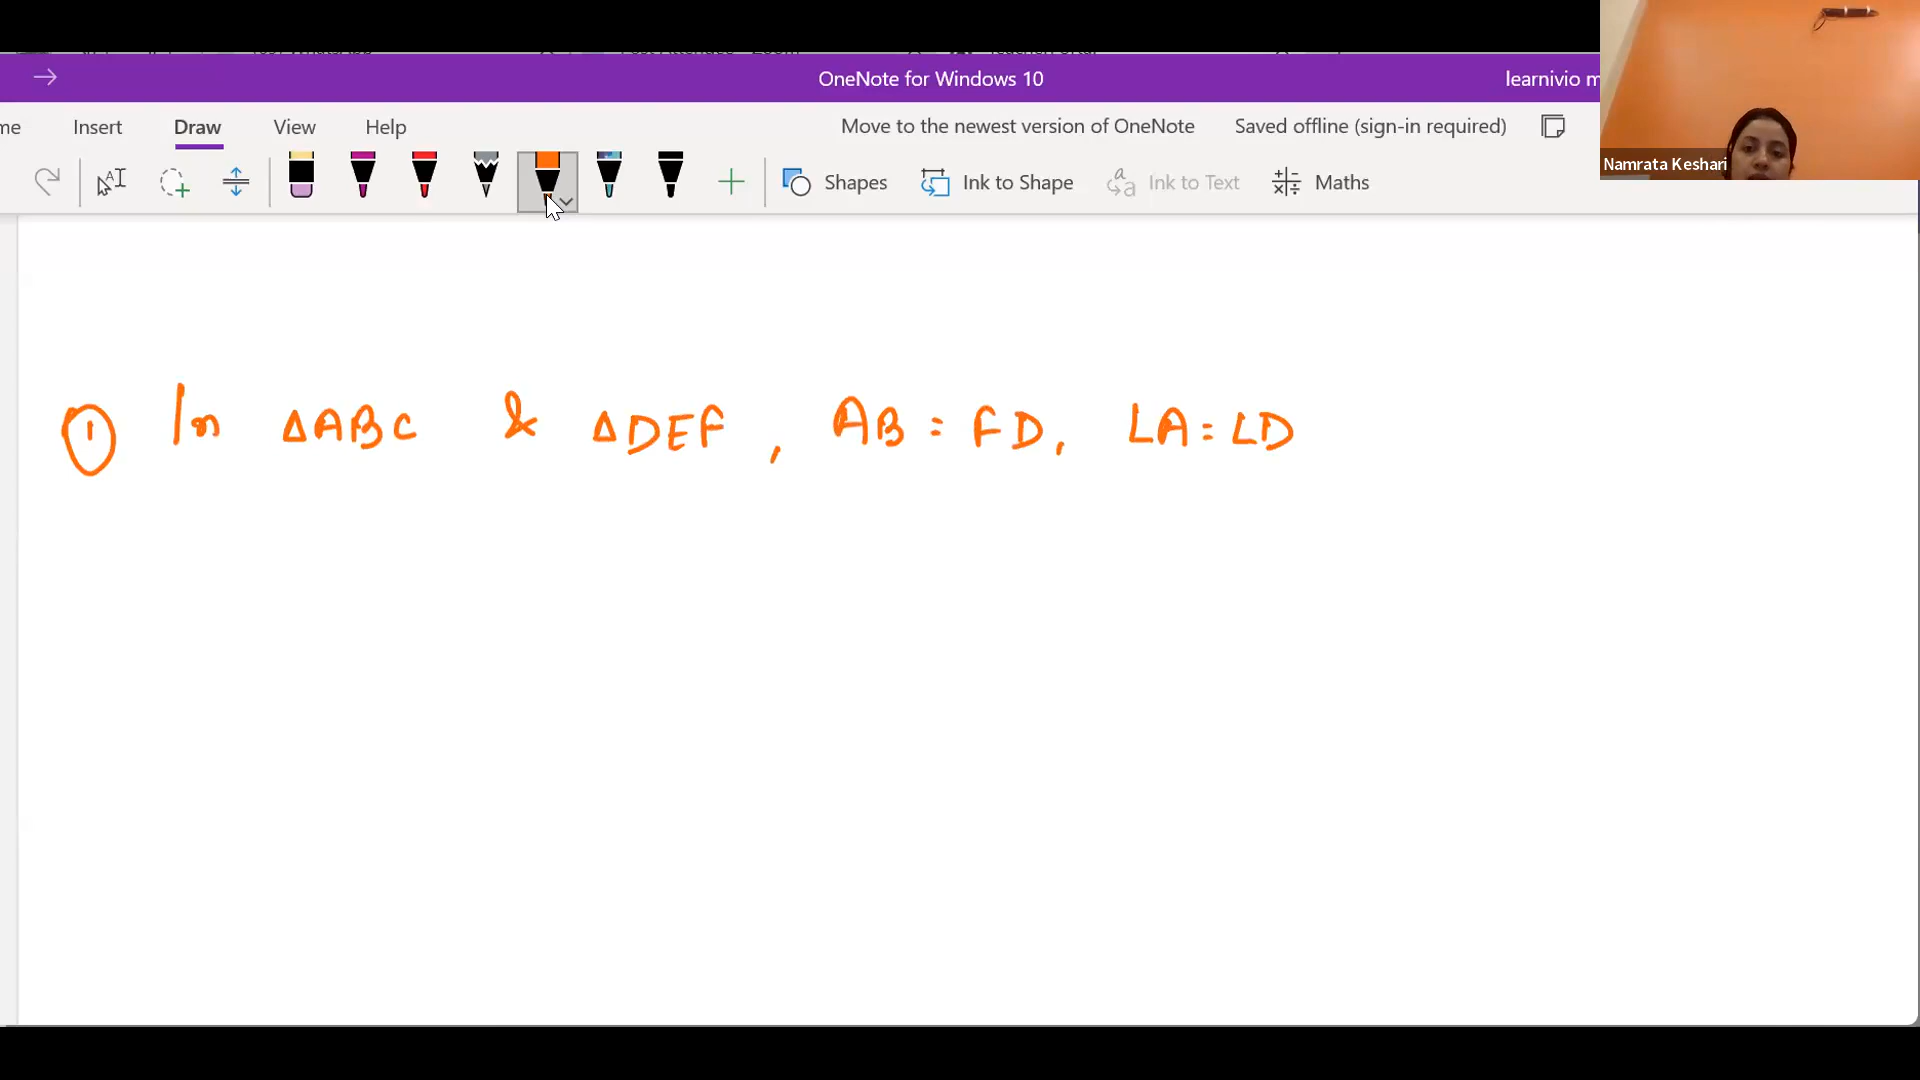 OneNote for Windows 10
learnivio m
me Insert Draw View Help Move to the newest version of OneNote Saved offline (sign-in required)
Namrata Keshari
Shapes Ink to Shape Ink to Text Maths
① In ΔABC & ΔDEF, AB = FD, ∠A = ∠D